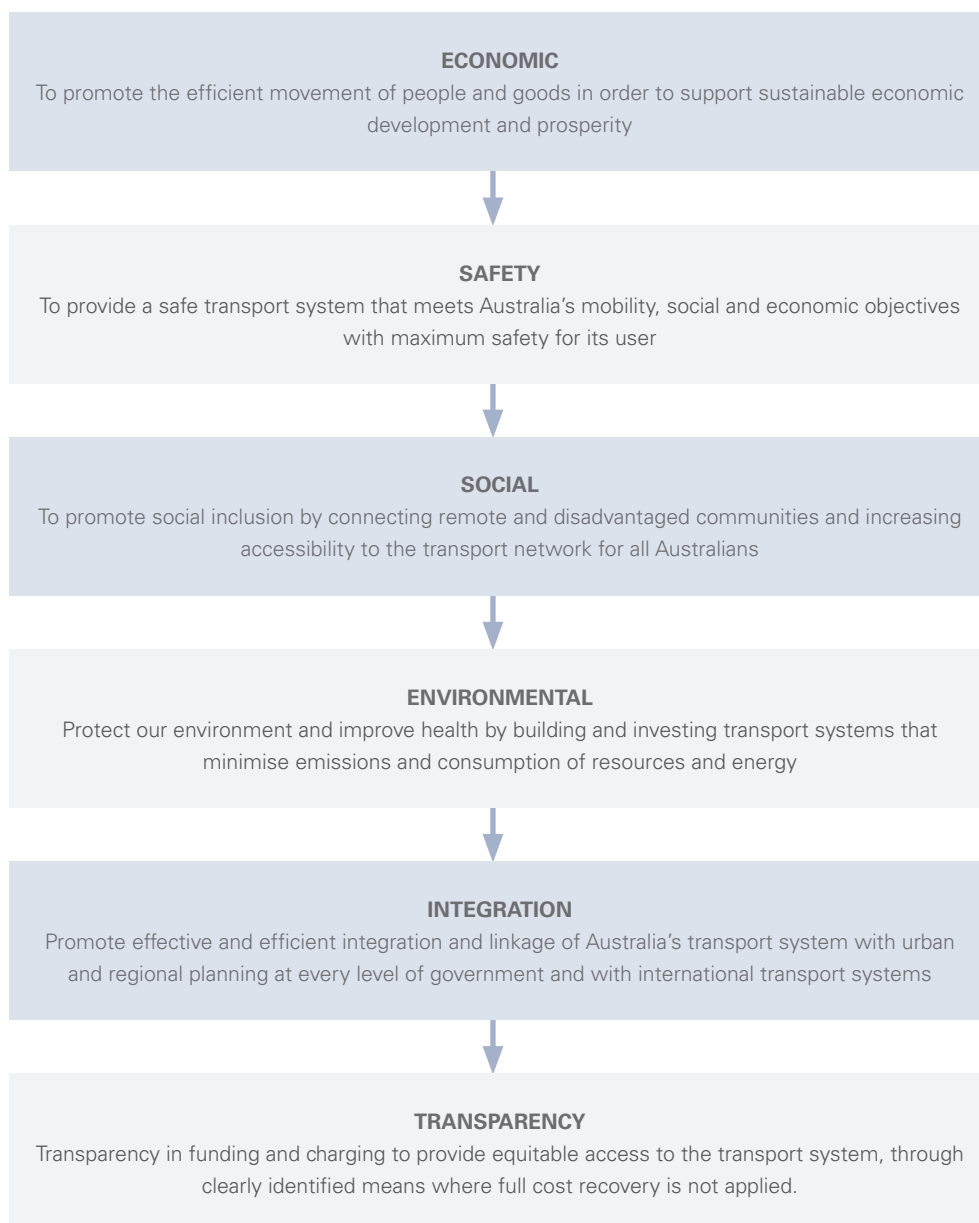 ECONOMIC
To promote the efficient movement of people and goods in order to support sustainable economic
development and prosperity
SAFETY
To provide a safe transport system that meets Australia’s mobility, social and economic objectives
with maximum safety for its user
SOCIAL
To promote social inclusion by connecting remote and disadvantaged communities and increasing
accessibility to the transport network for all Australians
ENVIRONMENTAL
Protect our environment and improve health by building and investing transport systems that
minimise emissions and consumption of resources and energy
INTEGRATION
Promote effective and efficient integration and linkage of Australia’s transport system with urban
and regional planning at every level of government and with international transport systems
TRANSPARENCY
Transparency in funding and charging to provide equitable access to the transport system, through
clearly identified means where full cost recovery is not applied.